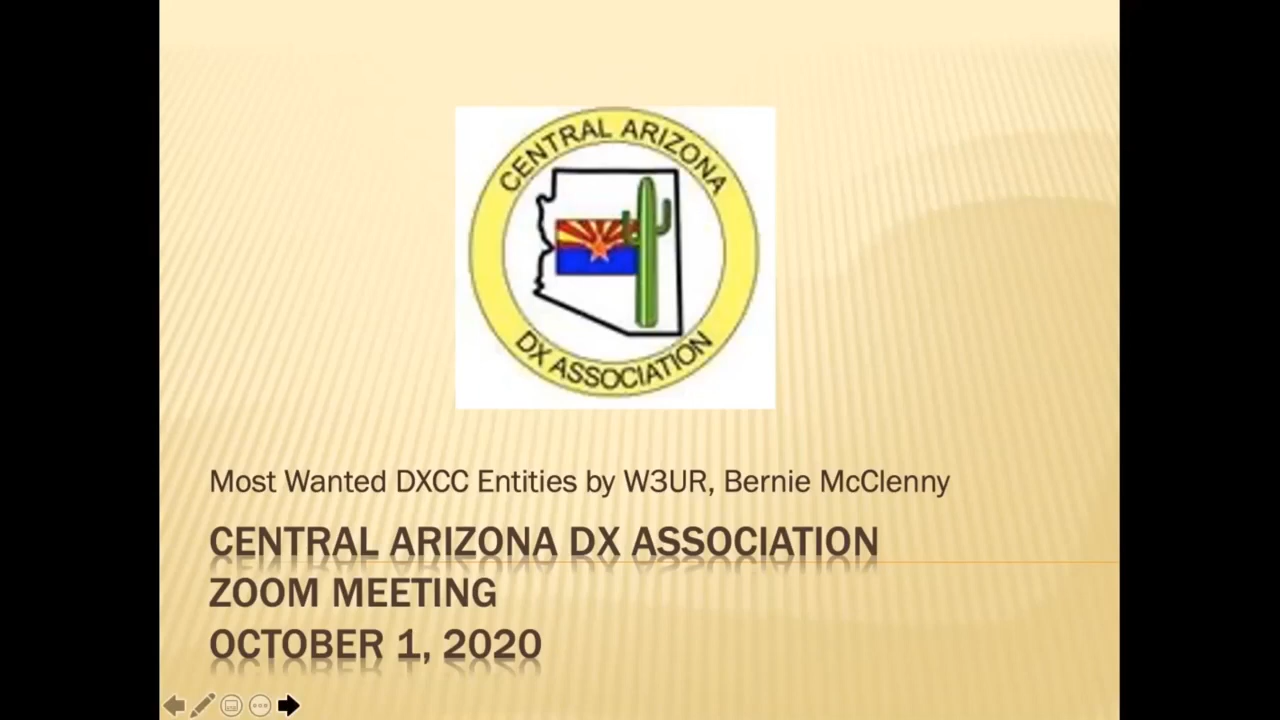 CENTRAL ARIZONA
DX ASSOCIATION
Most Wanted DXCC Entities by W3UR, Bernie McClenny
CENTRAL ARIZONA DX ASSOCIATION
ZOOM MEETING
OCTOBER 1, 2020